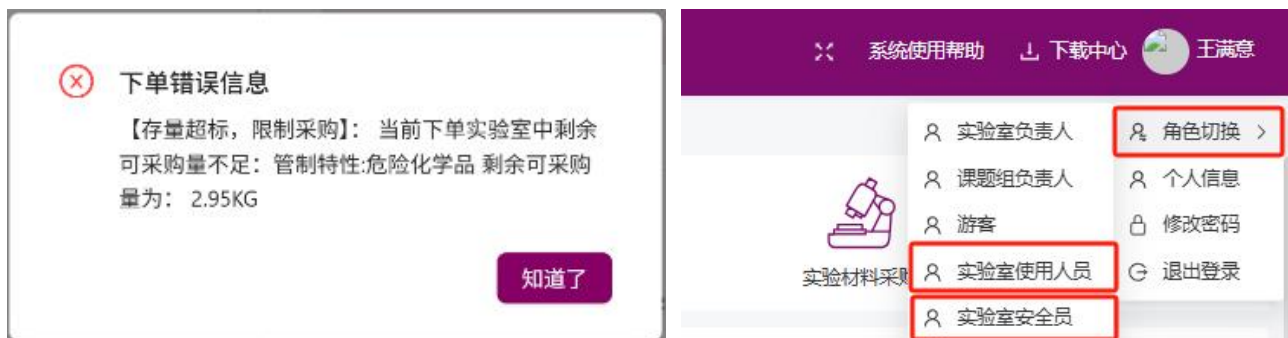 下单错误信息
【存量超标，限制采购】： 当前下单实验室中剩余
可采购量不足：管制特性:危险化学品 剩余可采购
量为： 2.95KG
知道了
系统使用帮助 下载中心 王满意
实验室负责人
课题组负责人
游客
实验室使用人员
实验室安全员
角色切换
个人信息
修改密码
退出登录
实验材料采